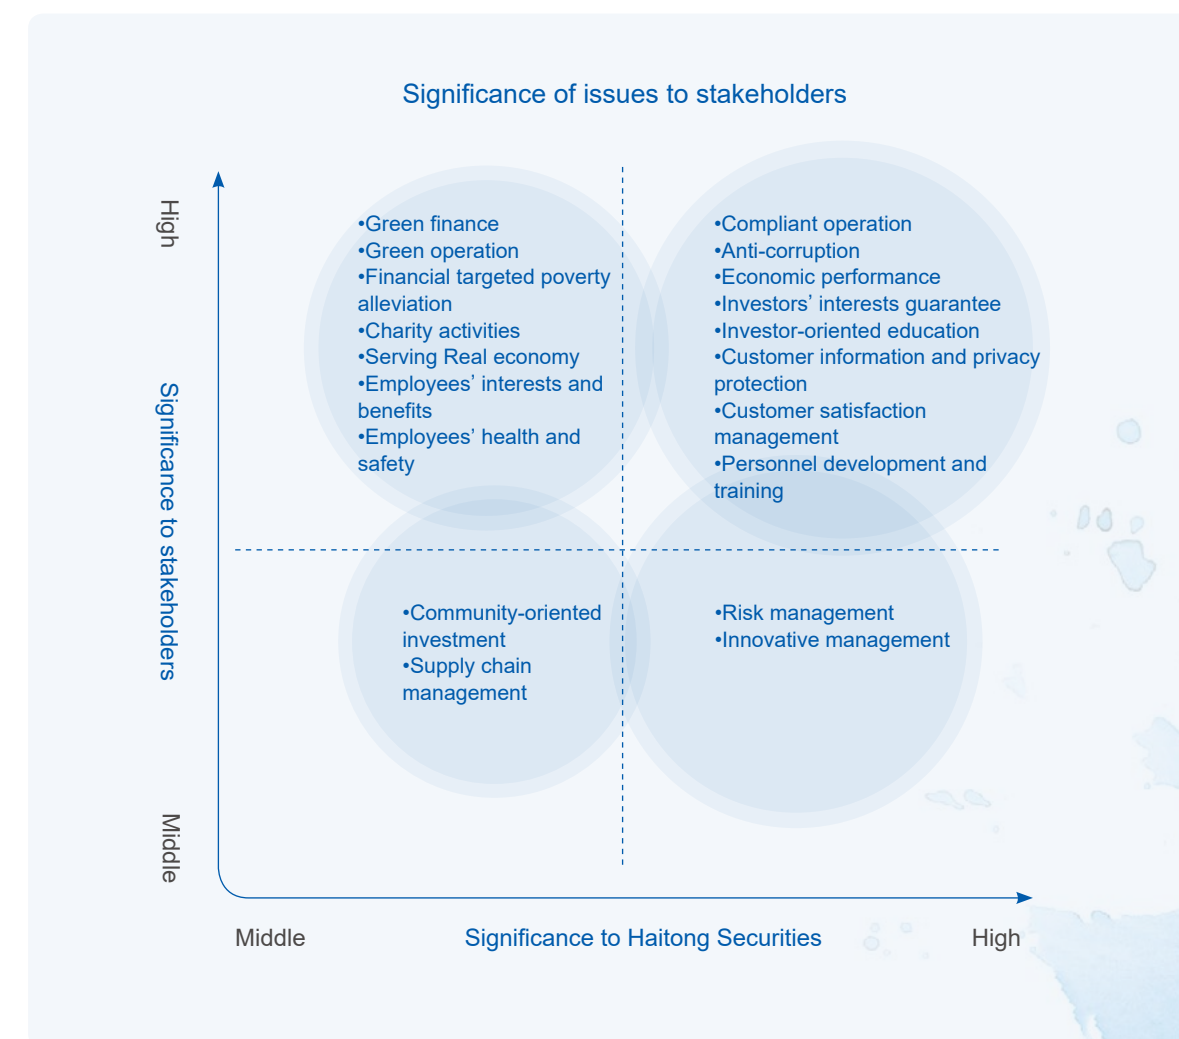 Significance of issues to stakeholders
High
Significance to stakeholders
Middle
•Green finance
•Green operation
•Financial targeted poverty
alleviation
•Charity activities
•Serving Real economy
•Employees’ interests and
benefits
•Employees’ health and
safety
•Compliant operation
•Anti-corruption
•Economic performance
•Investors’ interests guarantee
•Investor-oriented education
•Customer information and privacy
protection
•Customer satisfaction
management
•Personnel development and
training
•Community-oriented
investment
•Supply chain
management
•Risk management
•Innovative management
Middle
Significance to Haitong Securities
High